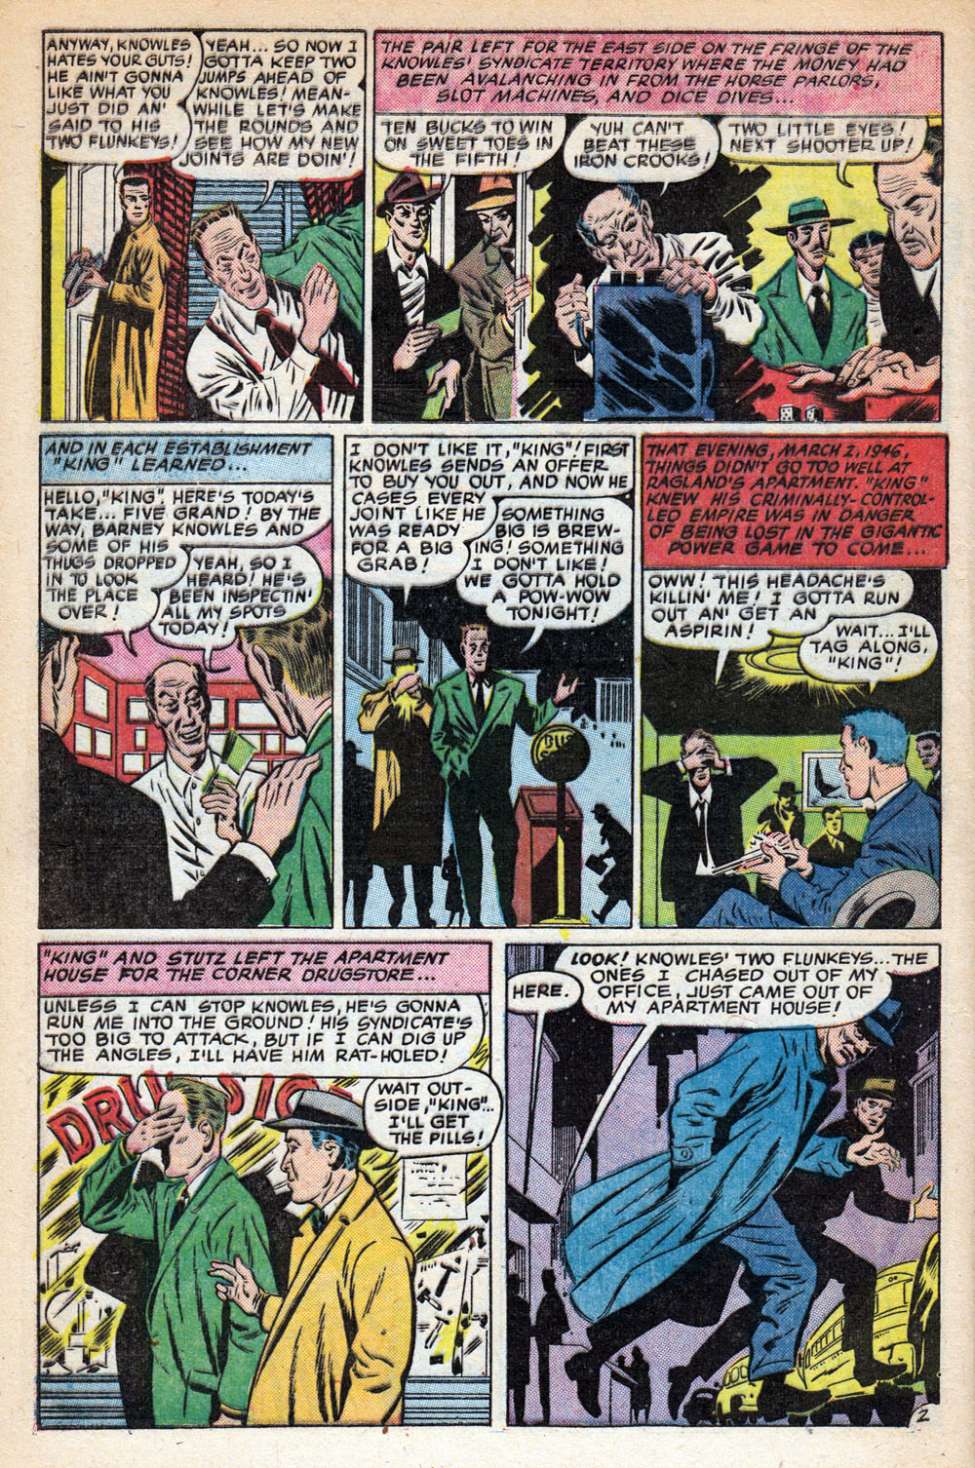 ANYWAY, KNOWLES
HATES YOUR GUTS!
HE AIN'T GONNA
LIKE WHAT YOU
JUST DID AN'
SAID TO HIS
TWO FLUNKEYS!
YEAH... SO NOW I
GOTTA KEEP TWO
JUMPS AHEAD OF
KNOWLES! MEAN-
WHILE LET'S MAKE
THE ROUNDS AND
SEE HOW MY NEW
JOINTS ARE DOIN'!
THE PAIR LEFT FOR THE EAST SIDE ON THE FRINGE OF THE
KNOWLES' SYNDICATE TERRITORY WHERE THE MONEY HAD
BEEN AVALANCHING IN FROM THE HORSE PARLORS,
SLOT MACHINES, AND DICE DIVES...
TEN BUCKS TO WIN
ON SWEET TOES IN
THE FIFTH!
YUH CAN'T
BEAT THESE
IRON CROOKS!
TWO LITTLE EYES!
NEXT SHOOTER UP!
AND IN EACH ESTABLISHMENT
"KING" LEARNED...
HELLO, "KING". HERE'S TODAY'S
TAKE... FIVE GRAND! BY THE
WAY, BARNEY KNOWLES AND
SOME OF HIS
THUGS DROPPED
IN TO LOOK
THE PLACE
OVER!
YEAH, SO I
HEARD! HE'S
BEEN INSPECTIN'
ALL MY SPOTS
TODAY!
I DON'T LIKE IT, "KING"! FIRST
KNOWLES SENDS AN OFFER
TO BUY YOU OUT, AND NOW HE
CASES EVERY
JOINT LIKE HE
WAS READY
FOR A BIG
GRAB!
SOMETHING
BIG IS BREW-
ING! SOMETHING
I DON'T LIKE!
WE GOTTA HOLD
A POW-WOW
TONIGHT!
BUS
THAT EVENING, MARCH 2, 1946,
THINGS DIDN'T GO TOO WELL AT
RAGLAND'S APARTMENT. "KING"
KNEW HIS CRIMINALLY-CONTROL-
LED EMPIRE WAS IN DANGER
OF BEING LOST IN THE GIGANTIC
POWER GAME TO COME...
OWW! THIS HEADACHE'S
KILLIN' ME! I GOTTA RUN
OUT AN' GET AN
ASPIRIN!
WAIT... I'LL
TAG ALONG,
"KING"!
"KING" AND STUTZ LEFT THE APARTMENT
HOUSE FOR THE CORNER DRUGSTORE...
UNLESS I CAN STOP KNOWLES, HE'S GONNA
RUN ME INTO THE GROUND! HIS SYNDICATE'S
TOO BIG TO ATTACK, BUT IF I CAN DIG UP
THE ANGLES, I'LL HAVE HIM RAT-HOLED!
WAIT OUT-
SIDE, "KING"...
I'LL GET
THE PILLS!
HERE.
LOOK! KNOWLES' TWO FLUNKEYS...THE
ONES I CHASED OUT OF MY
OFFICE, JUST CAME OUT OF
MY APARTMENT HOUSE!
2